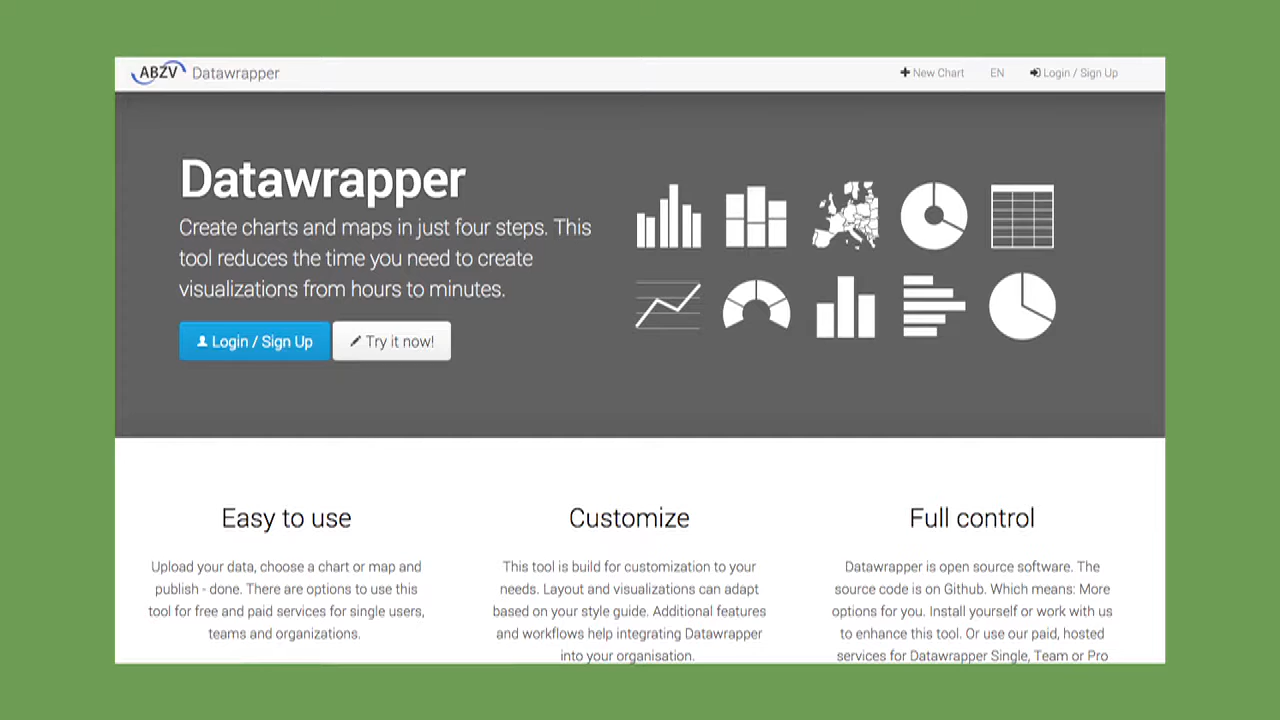 ABZV Datawrapper
New Chart EN Login / Sign Up
Datawrapper
Create charts and maps in just four steps. This
tool reduces the time you need to create
visualizations from hours to minutes.
Login / Sign Up Try it now!
Easy to use
Upload your data, choose a chart or map and
publish - done. There are options to use this
tool for free and paid services for single users,
teams and organizations.
Customize
This tool is build for customization to your
needs. Layout and visualizations can adapt
based on your style guide. Additional features
and workflows help integrating Datawrapper
into your organisation.
Full control
Datawrapper is open source software. The
source code is on Github. Which means: More
options for you. Install yourself or work with us
to enhance this tool. Or use our paid, hosted
services for Datawrapper Single, Team or Pro